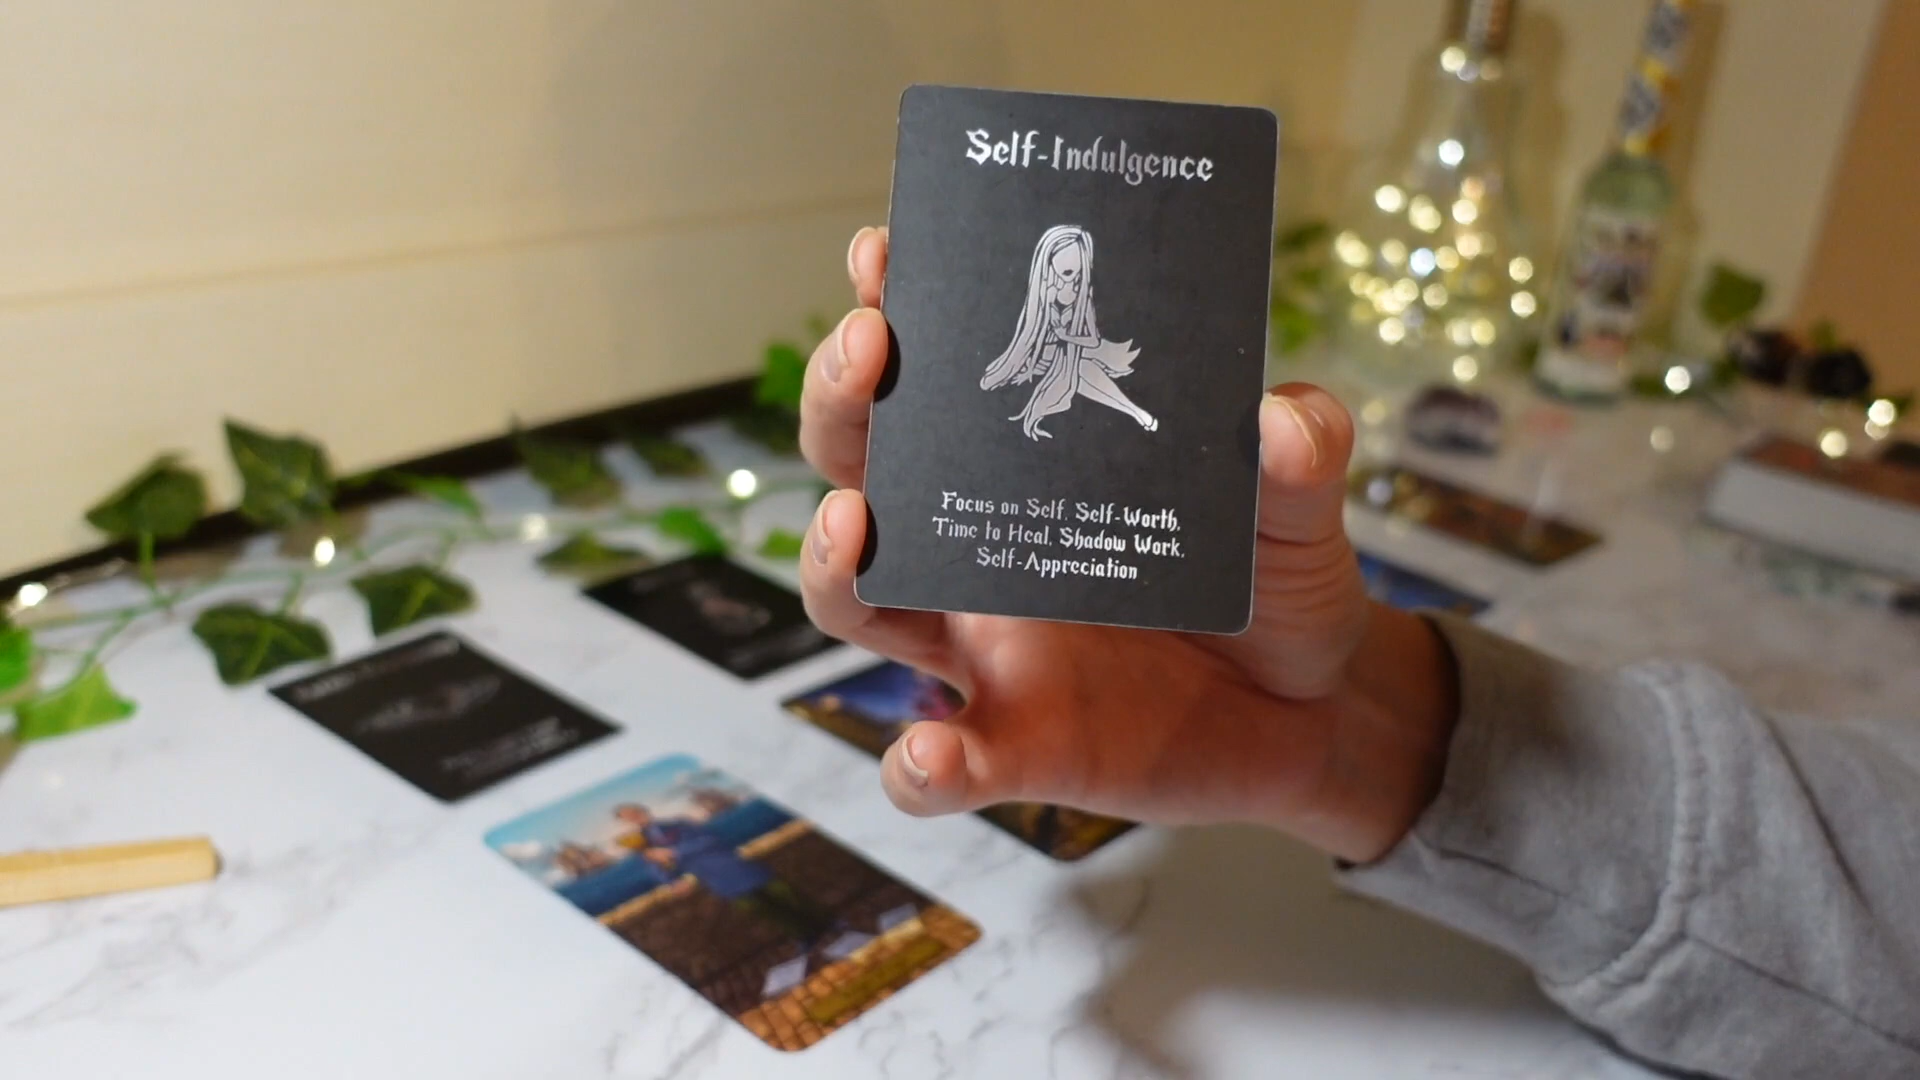 Self-Indulgence
Focus on Self, Self-Worth,
Time to Heal, Shadow Work,
Self-Appreciation